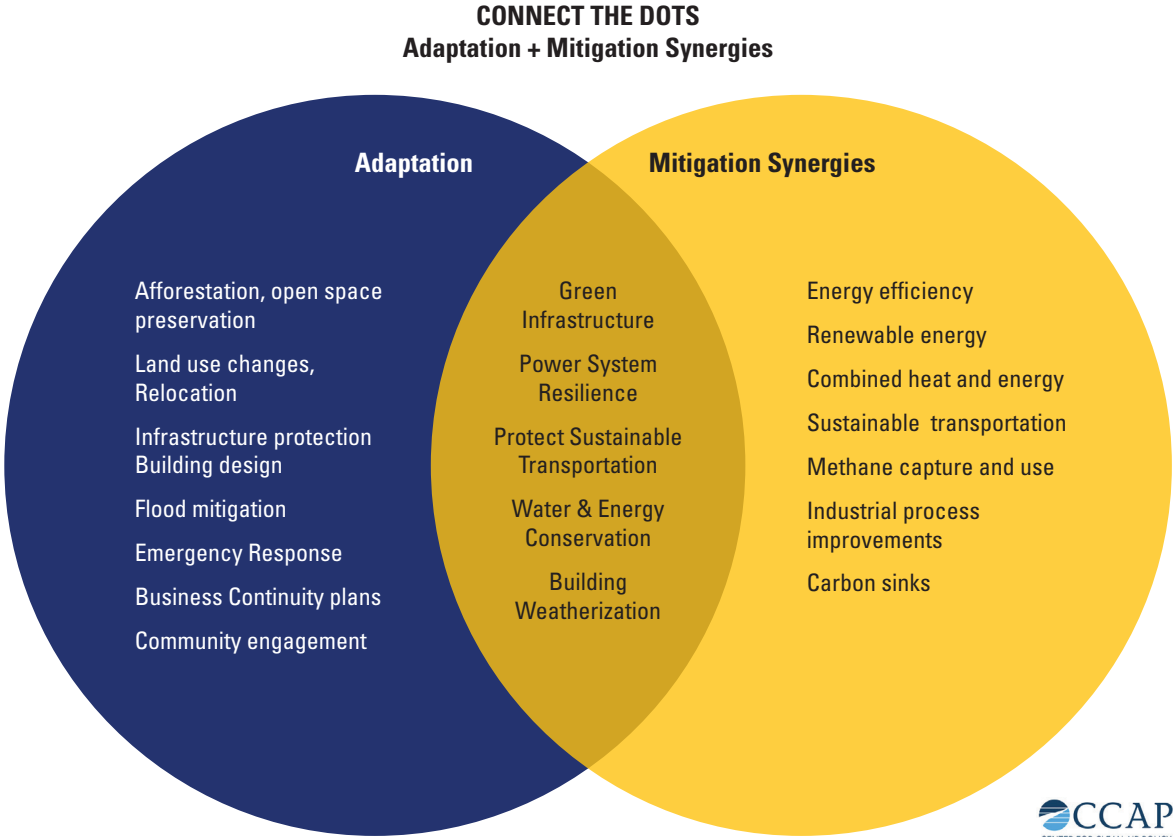 CONNECT THE DOTS
Adaptation + Mitigation Synergies
Adaptation
Mitigation Synergies
Afforestation, open space
preservation
Land use changes,
Relocation
Infrastructure protection
Building design
Flood mitigation
Emergency Response
Business Continuity plans
Community engagement
Green
Infrastructure
Power System
Resilience
Protect Sustainable
Transportation
Water & Energy
Conservation
Building
Weatherization
Energy efficiency
Renewable energy
Combined heat and energy
Sustainable transportation
Methane capture and use
Industrial process
improvements
Carbon sinks
CCAP